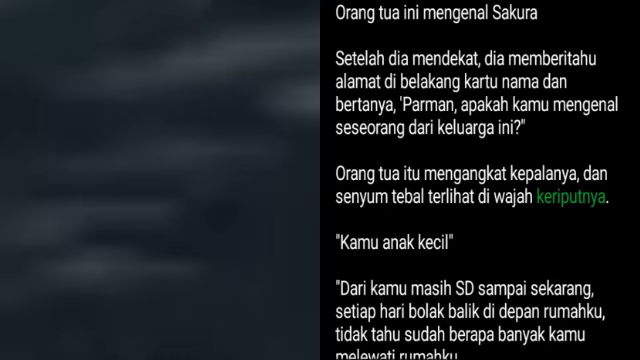 Orang tua ini mengenal Sakura
Setelah dia mendekat, dia memberitahu
alamat di belakang kartu nama dan
bertanya, 'Parman, apakah kamu mengenal
seseorang dari keluarga ini?"
Orang tua itu mengangkat kepalanya, dan
senyum tebal terlihat di wajah keriputnya.
"Kamu anak kecil"
"Dari kamu masih SD sampai sekarang,
setiap hari bolak balik di depan rumahku,
tidak tahu sudah berapa banyak kamu
melewati rumahku